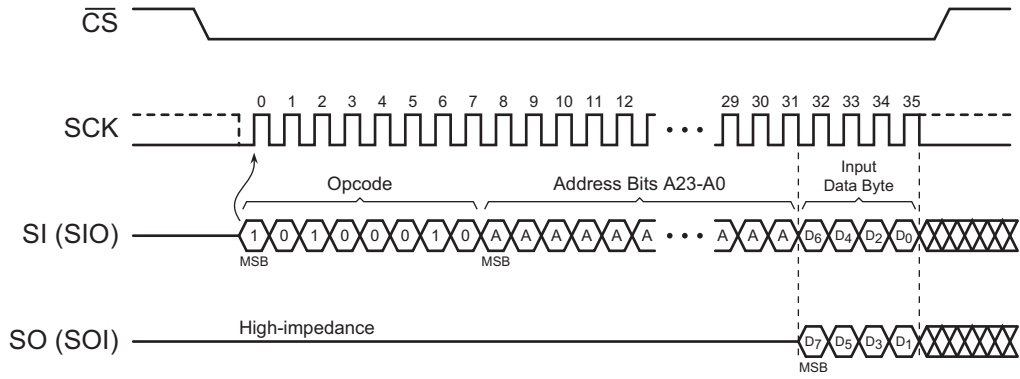 CS
0 1 2 3 4 5 6 7 8 9 10 11 12 29 30 31 32 33 34 35
SCK
• • •
Opcode
Address Bits A23-A0
Input
Data Byte
SI (SIO)
1 0 1 0 0 0 1 0 A A A A A A • • • A A A D6 D4 D2 D0
MSB MSB
High-impedance
SO (SOI)
D7 D5 D3 D1
MSB